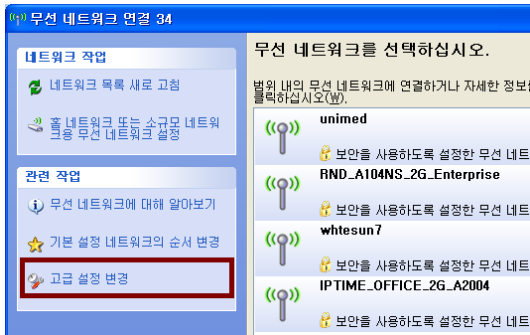 무선 네트워크 연결 34
네트워크 작업
네트워크 목록 새로 고침
홈 네트워크 또는 소규모 네트워
크용 무선 네트워크 설정
관련 작업
무선 네트워크에 대해 알아보기
기본 설정 네트워크의 순서 변경
고급 설정 변경
무선 네트워크를 선택하십시오.
범위 내의 무선 네트워크에 연결하거나 자세한 정보를
클릭하십시오(W).
unimed
보안을 사용하도록 설정한 무선 네트
RND_A104NS_2G_Enterprise
보안을 사용하도록 설정한 무선 네트
whtesun7
보안을 사용하도록 설정한 무선 네트
IPTIME_OFFICE_2G_A2004
보안을 사용하도록 설정한 무선 네트